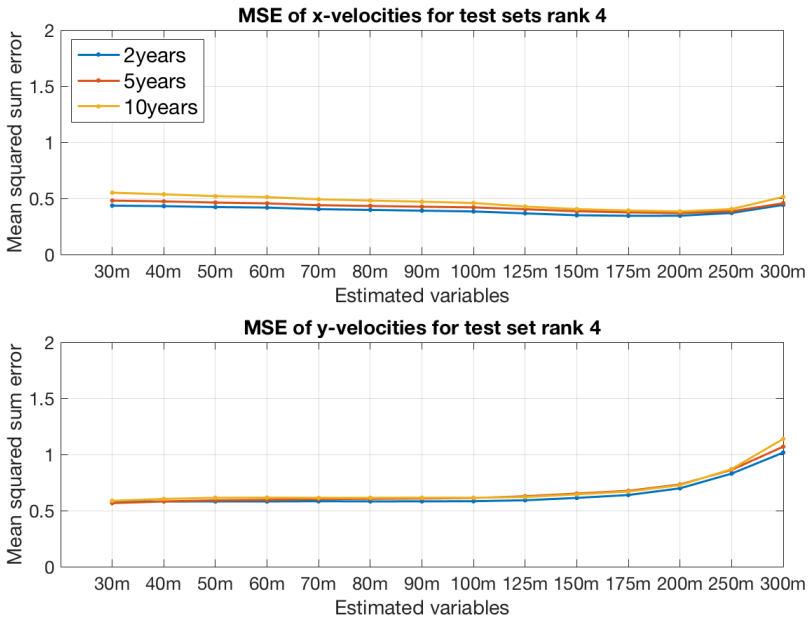 MSE of x-velocities for test sets rank 4
2
1.5
1
0.5
0
Mean squared sum error
2years
5years
10years
30m 40m 50m 60m 70m 80m 90m 100m 125m 150m 175m 200m 250m 300m
Estimated variables
MSE of y-velocities for test set rank 4
2
1.5
1
0.5
0
Mean squared sum error
30m 40m 50m 60m 70m 80m 90m 100m 125m 150m 175m 200m 250m 300m
Estimated variables